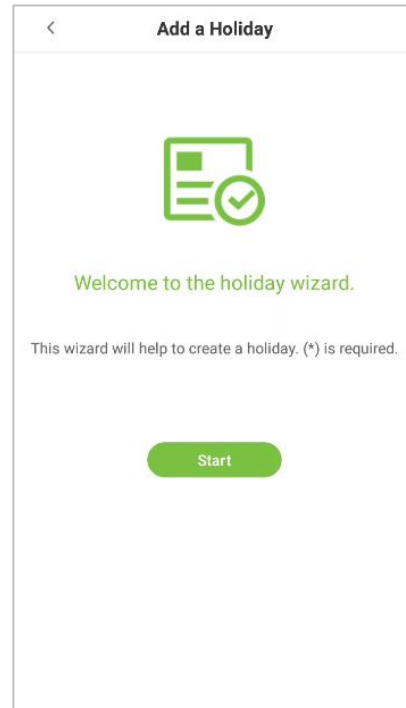 Add a Holiday
Welcome to the holiday wizard.
This wizard will help to create a holiday. (*) is required.
Start